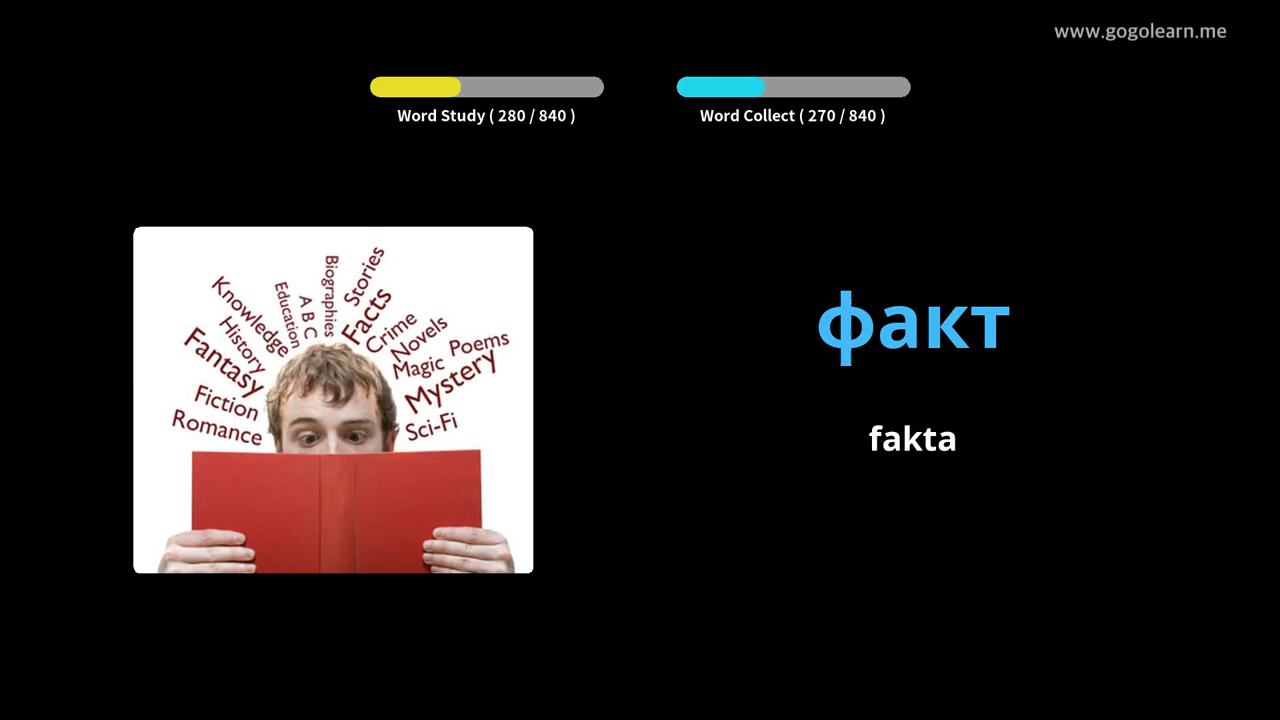 www.gogolearn.me
Word Study ( 280 / 840 )
Word Collect ( 270 / 840 )
Knowledge
History
Fantasy
Fiction
Romance
Education
A B C
Biographies
Stories
Facts
Crime
Novels
Magic
Poems
Mystery
Sci-Fi
факт
fakta